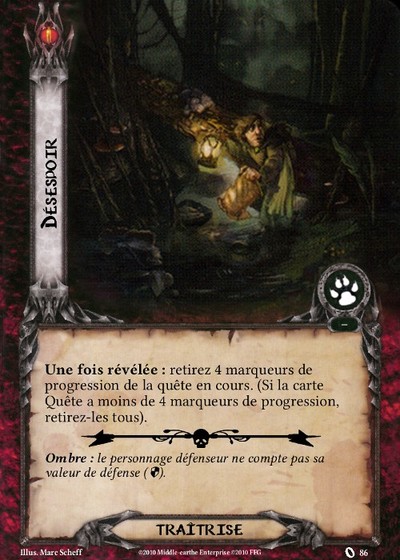 DÉSESPOIR
-
Une fois révélée : retirez 4 marqueurs de
progression de la quête en cours. (Si la carte
Quête a moins de 4 marqueurs de progression,
retirez-les tous).
Ombre : le personnage défenseur ne compte pas sa
valeur de défense ( ).
TRAÎTRISE
Illus. Marc Scheff
©2010 Middle-earthe Enterprise ©2010 FFG
86